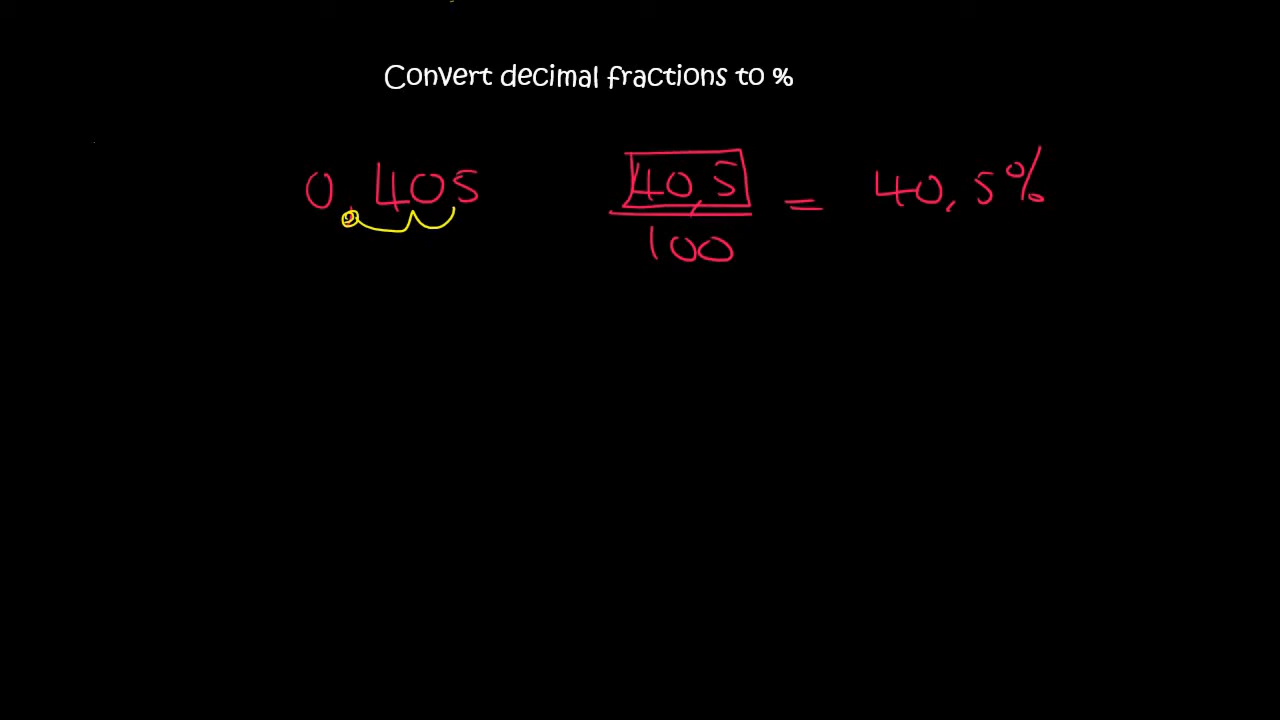 Convert decimal fractions to %
0,405
40,5
100
= 40,5%